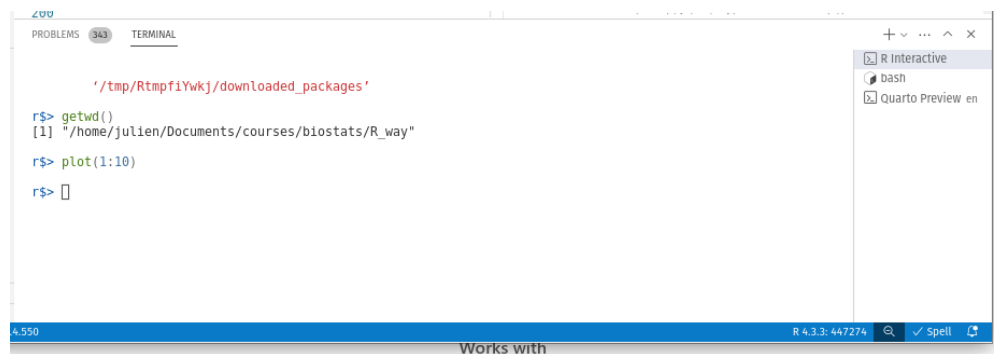 200
PROBLEMS 343 TERMINAL
R Interactive
bash
Quarto Preview en
‘/tmp/RtmpfiYwkj/downloaded_packages’
r$> getwd()
[1] "/home/julien/Documents/courses/biostats/R_way"
r$> plot(1:10)
r$>
4.550
R 4.3.3: 447274
Spell
Works with